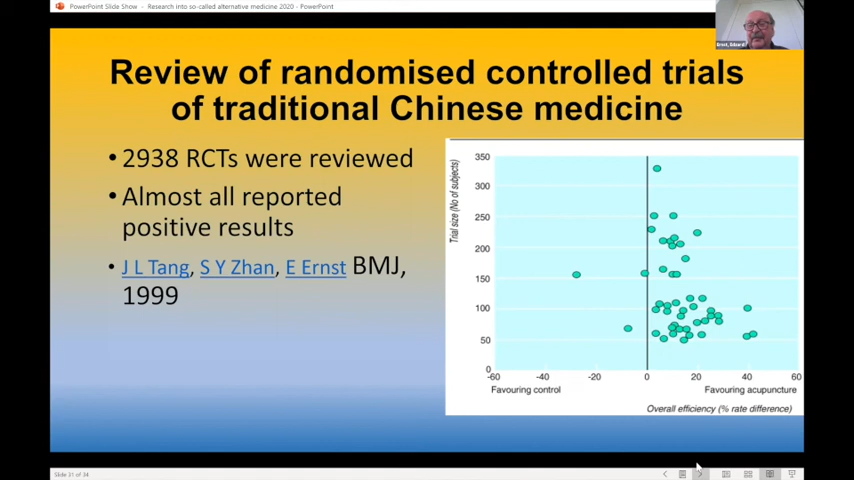 PowerPoint Slide Show - Research into so-called alternative medicine 2020 - PowerPoint
Ernst, Edzard
Review of randomised controlled trials
of traditional Chinese medicine
• 2938 RCTs were reviewed
• Almost all reported
positive results
• J L Tang, S Y Zhan, E Ernst BMJ,
1999
Trial size (No of subjects)
350
300
250
200
150
100
50
0
-60
-40
-20
0
20
40
60
Favouring control
Favouring acupuncture
Overall efficiency (% rate difference)
Slide 31 of 34